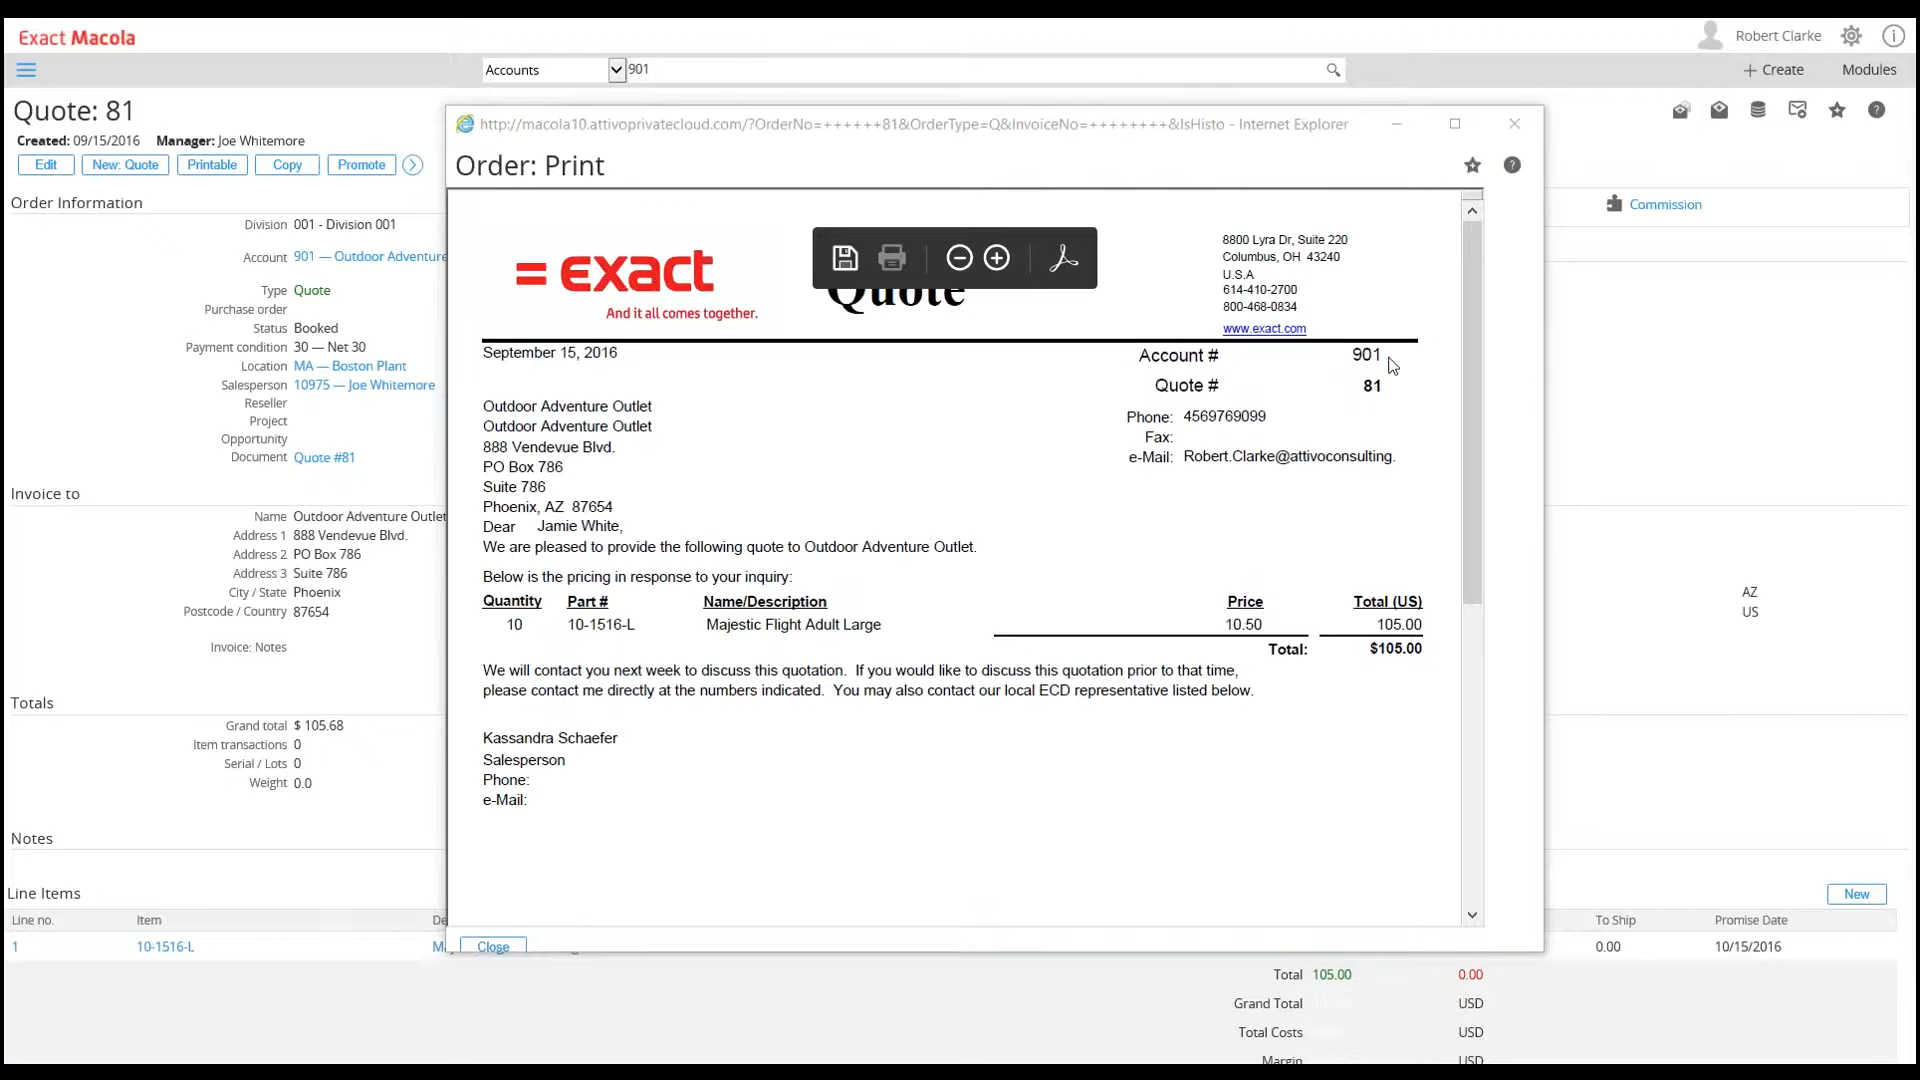 Exact Macola
Robert Clarke
Accounts
901
Create
Modules
Quote: 81
Created: 09/15/2016 Manager: Joe Whitemore
Edit
New: Quote
Printable
Copy
Promote
Order Information
Division 001 - Division 001
Account 901 — Outdoor Adventure
Type Quote
Purchase order
Status Booked
Payment condition 30 — Net 30
Location MA — Boston Plant
Salesperson 10975 — Joe Whitemore
Reseller
Project
Opportunity
Document Quote #81
Invoice to
Name Outdoor Adventure Outlet
Address 1 888 Vendevue Blvd.
Address 2 PO Box 786
Address 3 Suite 786
City / State Phoenix
AZ
Postcode / Country 87654
US
Invoice: Notes
Totals
Grand total $ 105.68
Item transactions 0
Serial / Lots 0
Weight 0.0
Notes
Line Items
New
Line no.
Item
De
To Ship
Promise Date
1
10-1516-L
0.00
10/15/2016
Commission
http://macola10.attivoprivatecloud.com/?OrderNo=++++++81&OrderType=Q&InvoiceNo=++++++++&IsHisto - Internet Explorer
Order: Print
= exact
And it all comes together.
Quote
8800 Lyra Dr, Suite 220
Columbus, OH 43240
U.S.A
614-410-2700
800-468-0834
www.exact.com
September 15, 2016
Account # 901
Quote # 81
Phone: 4569769099
Fax:
e-Mail: Robert.Clarke@attivoconsulting.
Outdoor Adventure Outlet
Outdoor Adventure Outlet
888 Vendevue Blvd.
PO Box 786
Suite 786
Phoenix, AZ 87654
Dear Jamie White,
We are pleased to provide the following quote to Outdoor Adventure Outlet.
Below is the pricing in response to your inquiry:
Quantity Part # Name/Description Price Total (US)
10 10-1516-L Majestic Flight Adult Large 10.50 105.00
Total: $105.00
We will contact you next week to discuss this quotation. If you would like to discuss this quotation prior to that time,
please contact me directly at the numbers indicated. You may also contact our local ECD representative listed below.
Kassandra Schaefer
Salesperson
Phone:
e-Mail:
Close
Total 105.00 0.00
Grand Total USD
Total Costs USD
Margin USD